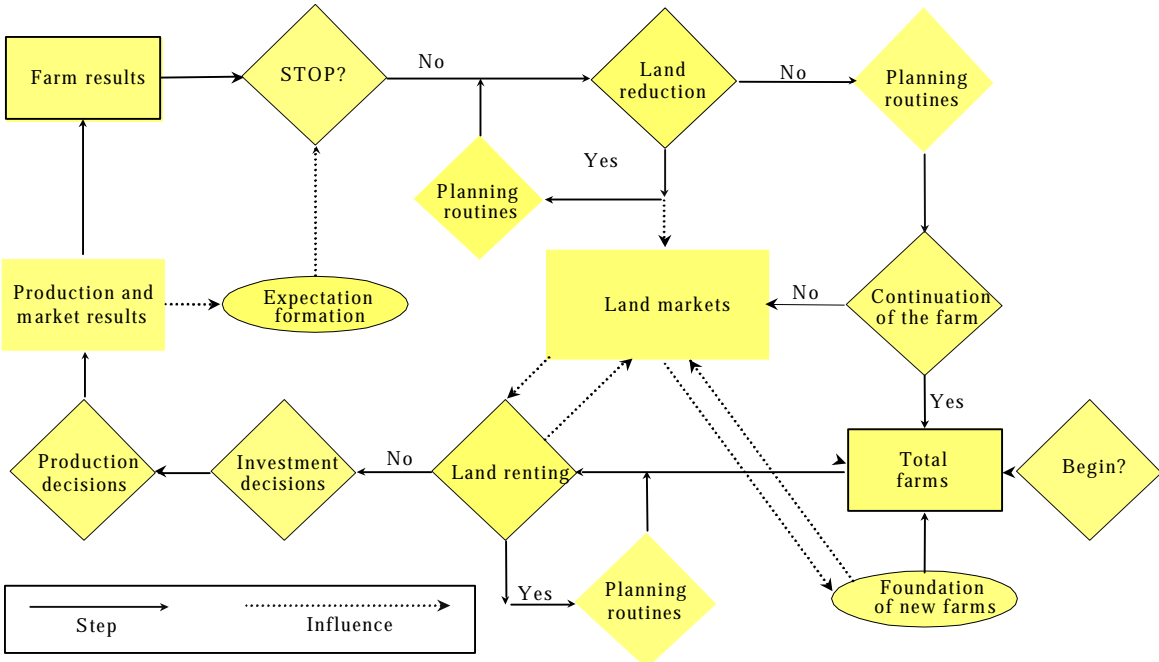 Farm results
STOP?
No
Land
reduction
No
Planning
routines
Yes
Planning
routines
Production and
market results
Expectation
formation
Land markets
No
Continuation
of the farm
Yes
Production
decisions
Investment
decisions
No
Land renting
Total
farms
Begin?
Yes
Planning
routines
Foundation
of new farms
Step
Influence